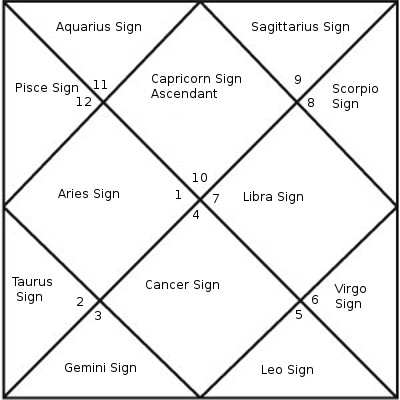 Aquarius Sign
Sagittarius Sign
Capricorn Sign
Ascendant
Pisce Sign
11
12
9
8
Scorpio
Sign
10
1
7
4
Aries Sign
Libra Sign
Cancer Sign
Taurus
Sign
2
3
Virgo
Sign
6
5
Gemini Sign
Leo Sign